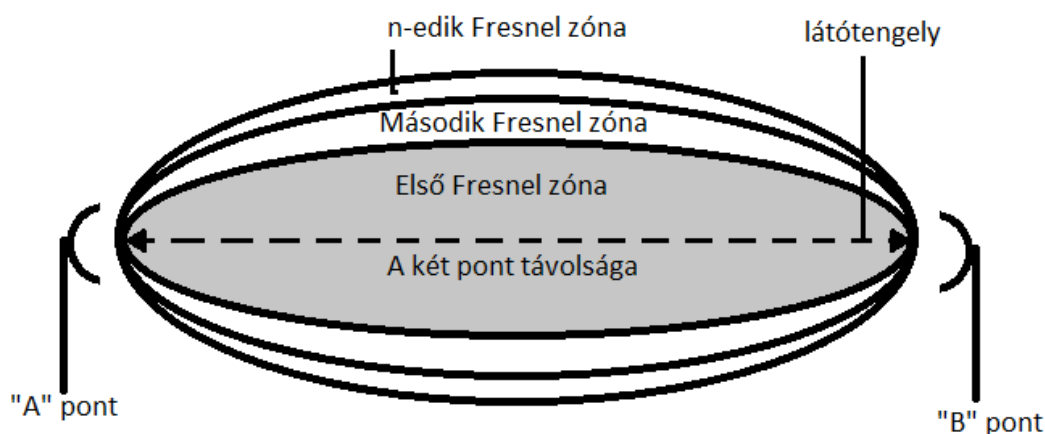 n-edik Fresnel zóna
látótengely
Második Fresnel zóna
Első Fresnel zóna
A két pont távolsága
"A" pont
"B" pont